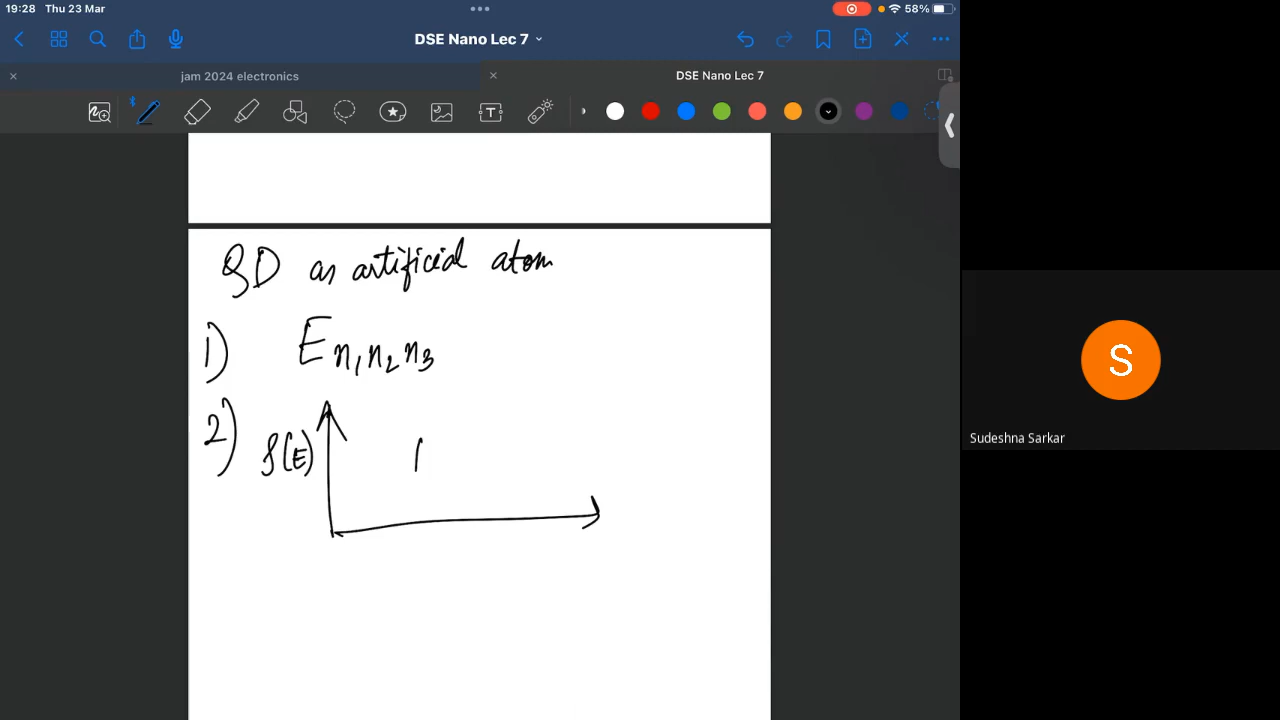 19:28 Thu 23 Mar
58%
DSE Nano Lec 7
jam 2024 electronics
DSE Nano Lec 7
T
QD as artificial atom
1) E n1 n2 n3
2) ρ(E)
S
Sudeshna Sarkar